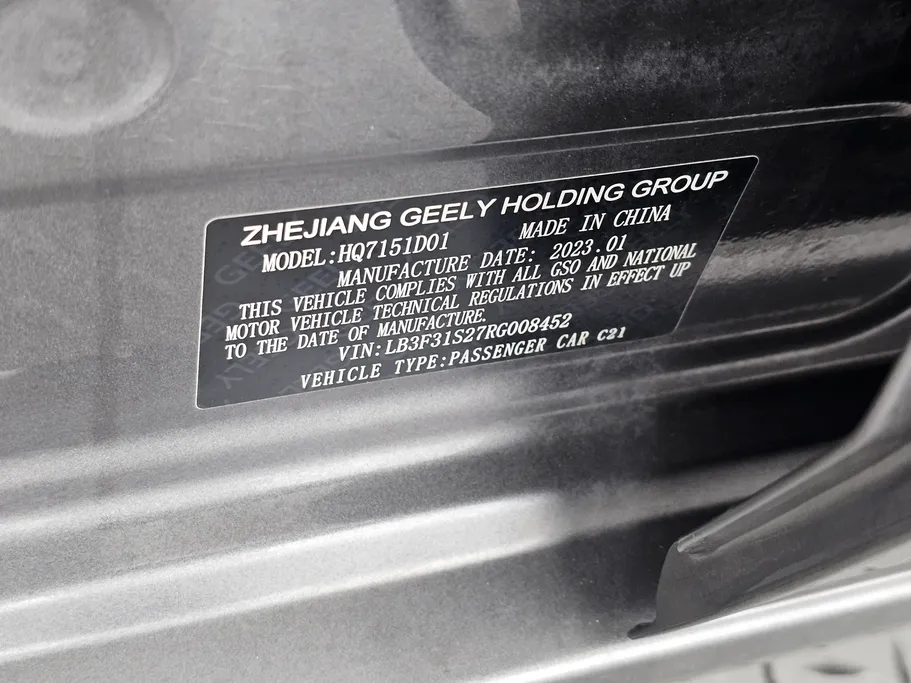 ZHEJIANG GEELY HOLDING GROUP
MODEL:HQ7151D01 MADE IN CHINA
MANUFACTURE DATE: 2023.01
THIS VEHICLE COMPLIES WITH ALL GSO AND NATIONAL
MOTOR VEHICLE TECHNICAL REGULATIONS IN EFFECT UP
TO THE DATE OF MANUFACTURE.
VIN:LB3F31S27RG008452
VEHICLE TYPE:PASSENGER CAR C21